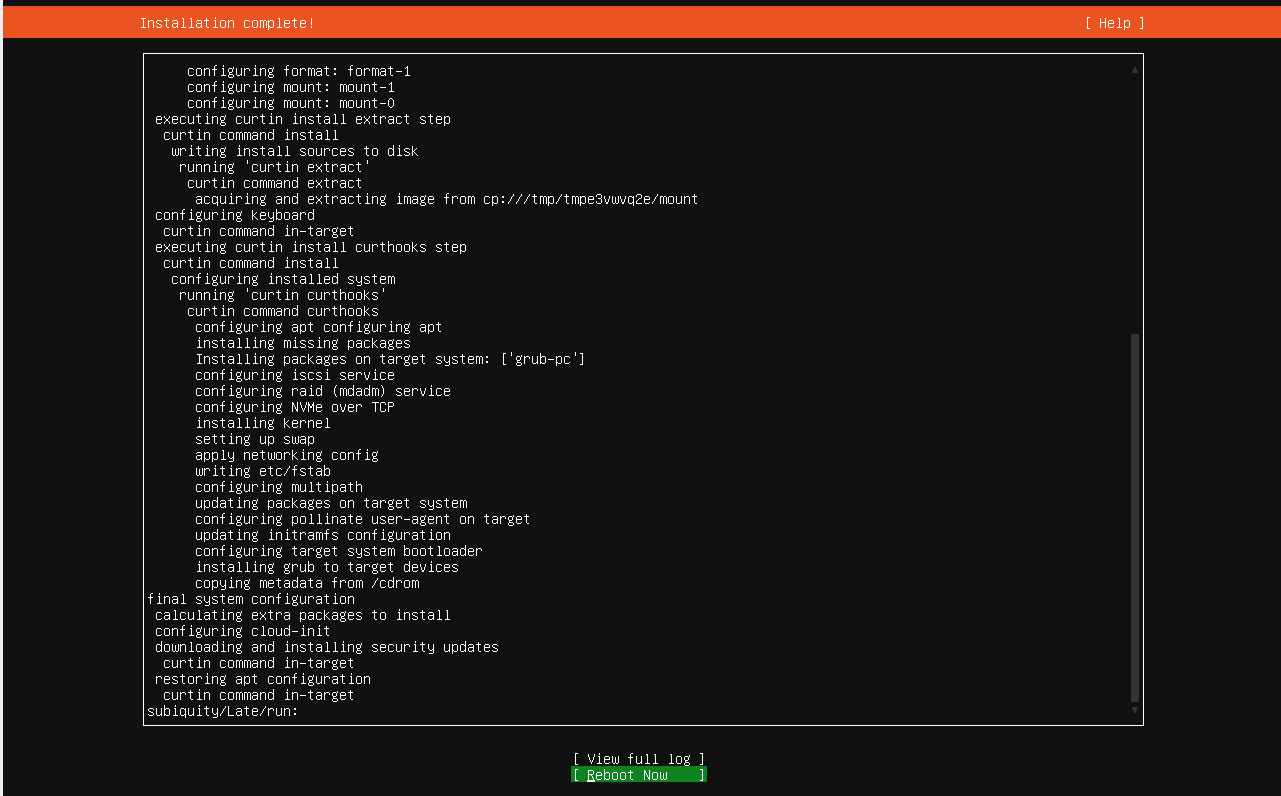 Installation complete!
[ Help ]
configuring format: format-1
configuring mount: mount-1
configuring mount: mount-0
executing curtin install extract step
curtin command install
writing install sources to disk
running 'curtin extract'
curtin command extract
acquiring and extracting image from cp:///tmp/tmpe3vwvq2e/mount
configuring keyboard
curtin command in-target
executing curtin install curthooks step
curtin command install
configuring installed system
running 'curtin curthooks'
curtin command curthooks
configuring apt configuring apt
installing missing packages
Installing packages on target system: ['grub-pc']
configuring iscsi service
configuring raid (mdadm) service
configuring NVMe over TCP
installing kernel
setting up swap
apply networking config
writing etc/fstab
configuring multipath
updating packages on target system
configuring pollinate user-agent on target
updating initramfs configuration
configuring target system bootloader
installing grub to target devices
copying metadata from /cdrom
final system configuration
calculating extra packages to install
configuring cloud-init
downloading and installing security updates
curtin command in-target
restoring apt configuration
curtin command in-target
subiquity/Late/run:
[ View full log ]
[ Reboot Now ]